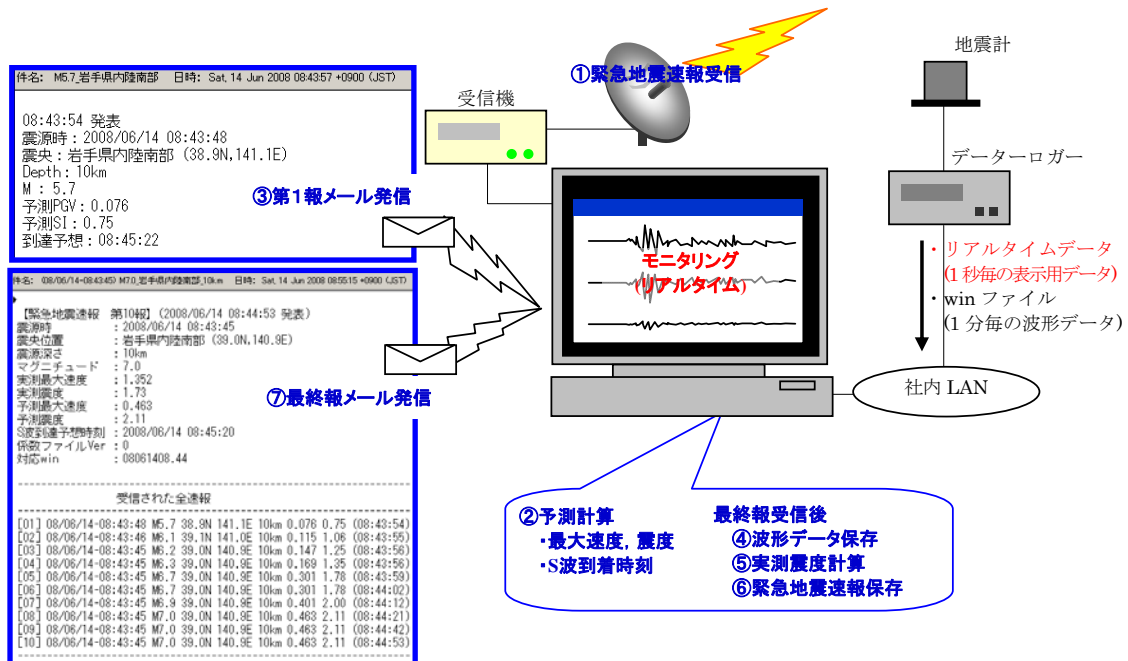 件名: M5.7_岩手県内陸南部 日時: Sat, 14 Jun 2008 08:43:57 +0900 (JST)
08:43:54 発表
震源時:2008/06/14 08:43:48
震央:岩手県内陸南部 (38.9N,141.1E)
Depth:10km
M:5.7
予測PGV:0.076
予測SI:0.75
到達予想:08:45:22
①緊急地震速報受信
受信機
③第1報メール発信
地震計
データーロガー
・リアルタイムデータ
(1秒毎の表示用データ)
・win ファイル
(1分毎の波形データ)
モニタリング
(リアルタイム)
社内 LAN
件名: (08/06/14-08:43:45) M7.0_岩手県内陸南部_10km 日時: Sat, 14 Jun 2008 08:55:15 +0900 (JST)
【緊急地震速報 第10報】(2008/06/14 08:44:53 発表)
震源時 :2008/06/14 08:43:45
震央位置 :岩手県内陸南部 (39.0N,140.9E)
震源深さ :10km
マグニチュード :7.0
実測最大速度 :1.352
実測震度 :1.73
予測最大速度 :0.463
予測震度 :2.11
S波到達予想時刻 :2008/06/14 08:45:20
係数ファイルVer :0
対応win :08061408.44
受信された全速報
[01] 08/06/14-08:43:48 M5.7 38.9N 141.1E 10km 0.076 0.75 (08:43:54)
[02] 08/06/14-08:43:46 M6.1 39.1N 141.0E 10km 0.115 1.06 (08:43:55)
[03] 08/06/14-08:43:45 M6.2 39.0N 140.9E 10km 0.147 1.25 (08:43:56)
[04] 08/06/14-08:43:45 M6.3 39.0N 140.9E 10km 0.169 1.35 (08:43:56)
[05] 08/06/14-08:43:45 M6.7 39.0N 140.9E 10km 0.301 1.78 (08:43:59)
[06] 08/06/14-08:43:45 M6.7 39.0N 140.9E 10km 0.301 1.78 (08:44:02)
[07] 08/06/14-08:43:45 M6.9 39.0N 140.9E 10km 0.401 2.00 (08:44:12)
[08] 08/06/14-08:43:45 M7.0 39.0N 140.9E 10km 0.463 2.11 (08:44:21)
[09] 08/06/14-08:43:45 M7.0 39.0N 140.9E 10km 0.463 2.11 (08:44:42)
[10] 08/06/14-08:43:45 M7.0 39.0N 140.9E 10km 0.463 2.11 (08:44:53)
⑦最終報メール発信
②予測計算
・最大速度, 震度
・S波到着時刻
最終報受信後
④波形データ保存
⑤実測震度計算
⑥緊急地震速報保存